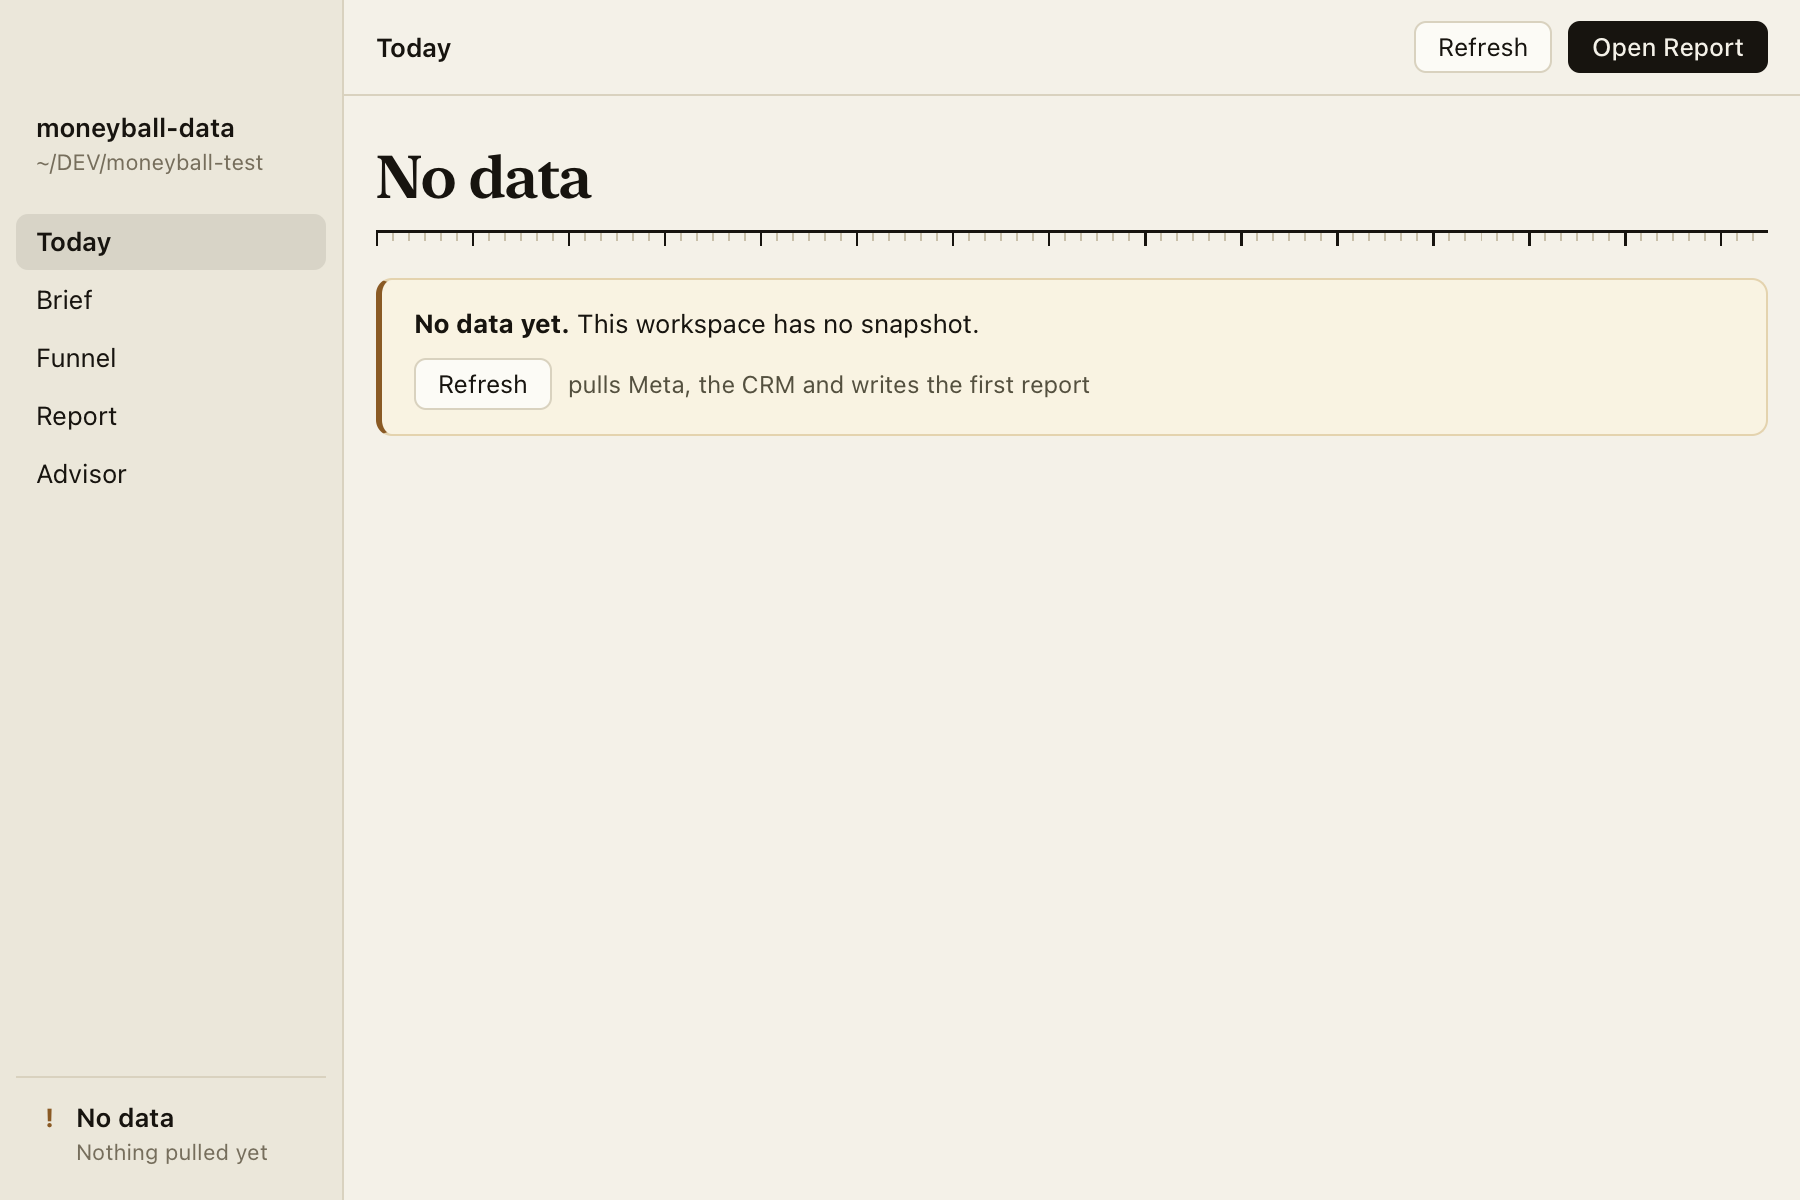 Today
Refresh
Open Report
moneyball-data
~/DEV/moneyball-test
Today
Brief
Funnel
Report
Advisor
No data
No data yet. This workspace has no snapshot.
Refresh pulls Meta, the CRM and writes the first report
! No data
Nothing pulled yet